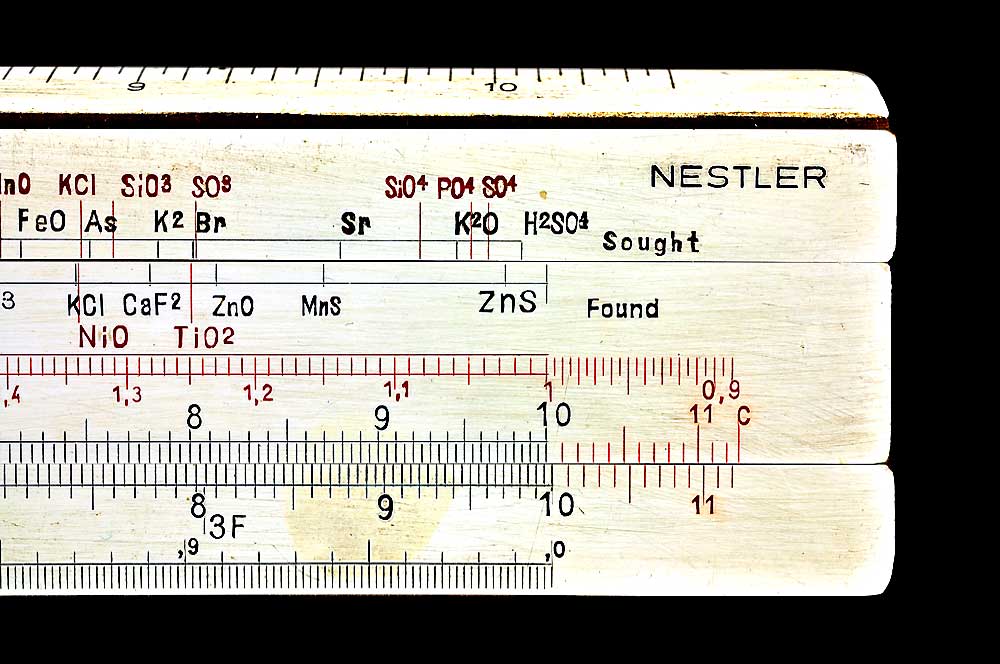 9 10
KCl SiO3 SO3 SiO4 PO4 SO4 NESTLER
FeO As K2 Br Sr K2O H2SO4 Sought
3 KCl CaF2 ZnO MnS ZnS Found
NiO TiO2
,4 1,3 1,2 1,1 1 0,9
8 9 10 11 C
8 9 10 11
3F
,9 ,0